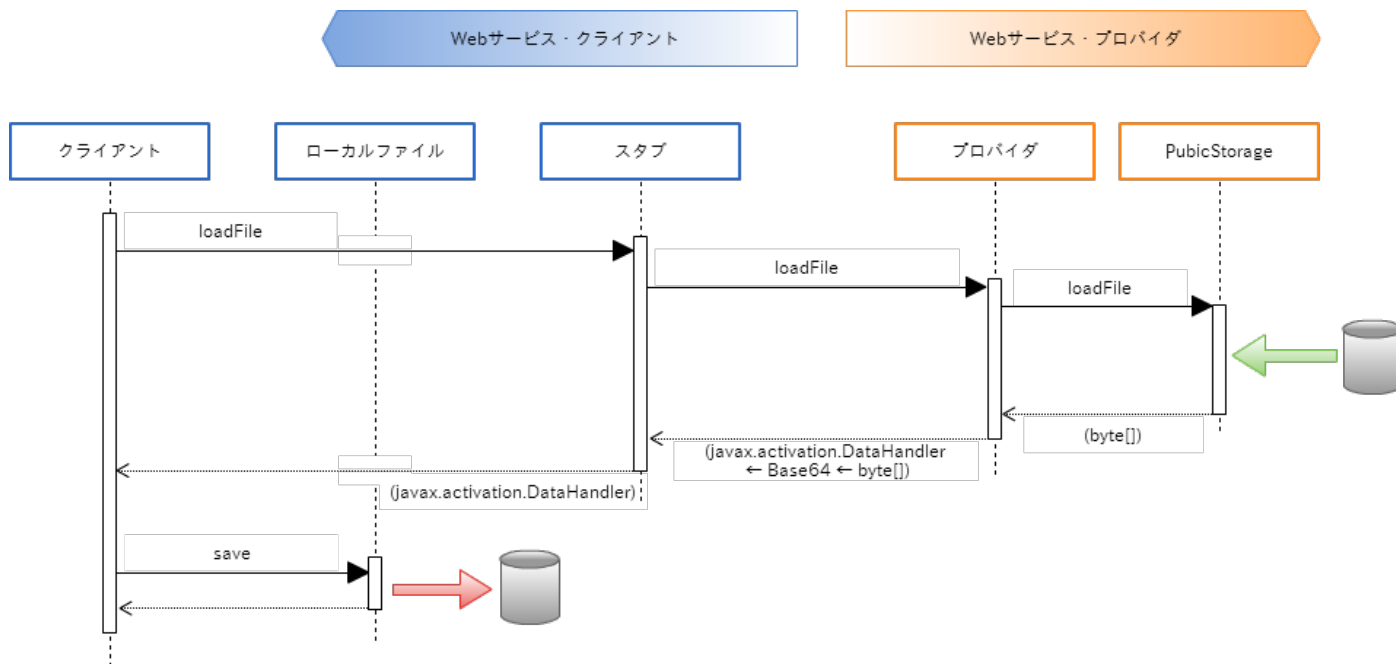 Webサービス・クライアント
Webサービス・プロバイダ
クライアント
ローカルファイル
スタブ
プロバイダ
PubicStorage
loadFile
loadFile
loadFile
(byte[])
(javax.activation.DataHandler
← Base64 ← byte[])
(javax.activation.DataHandler)
save